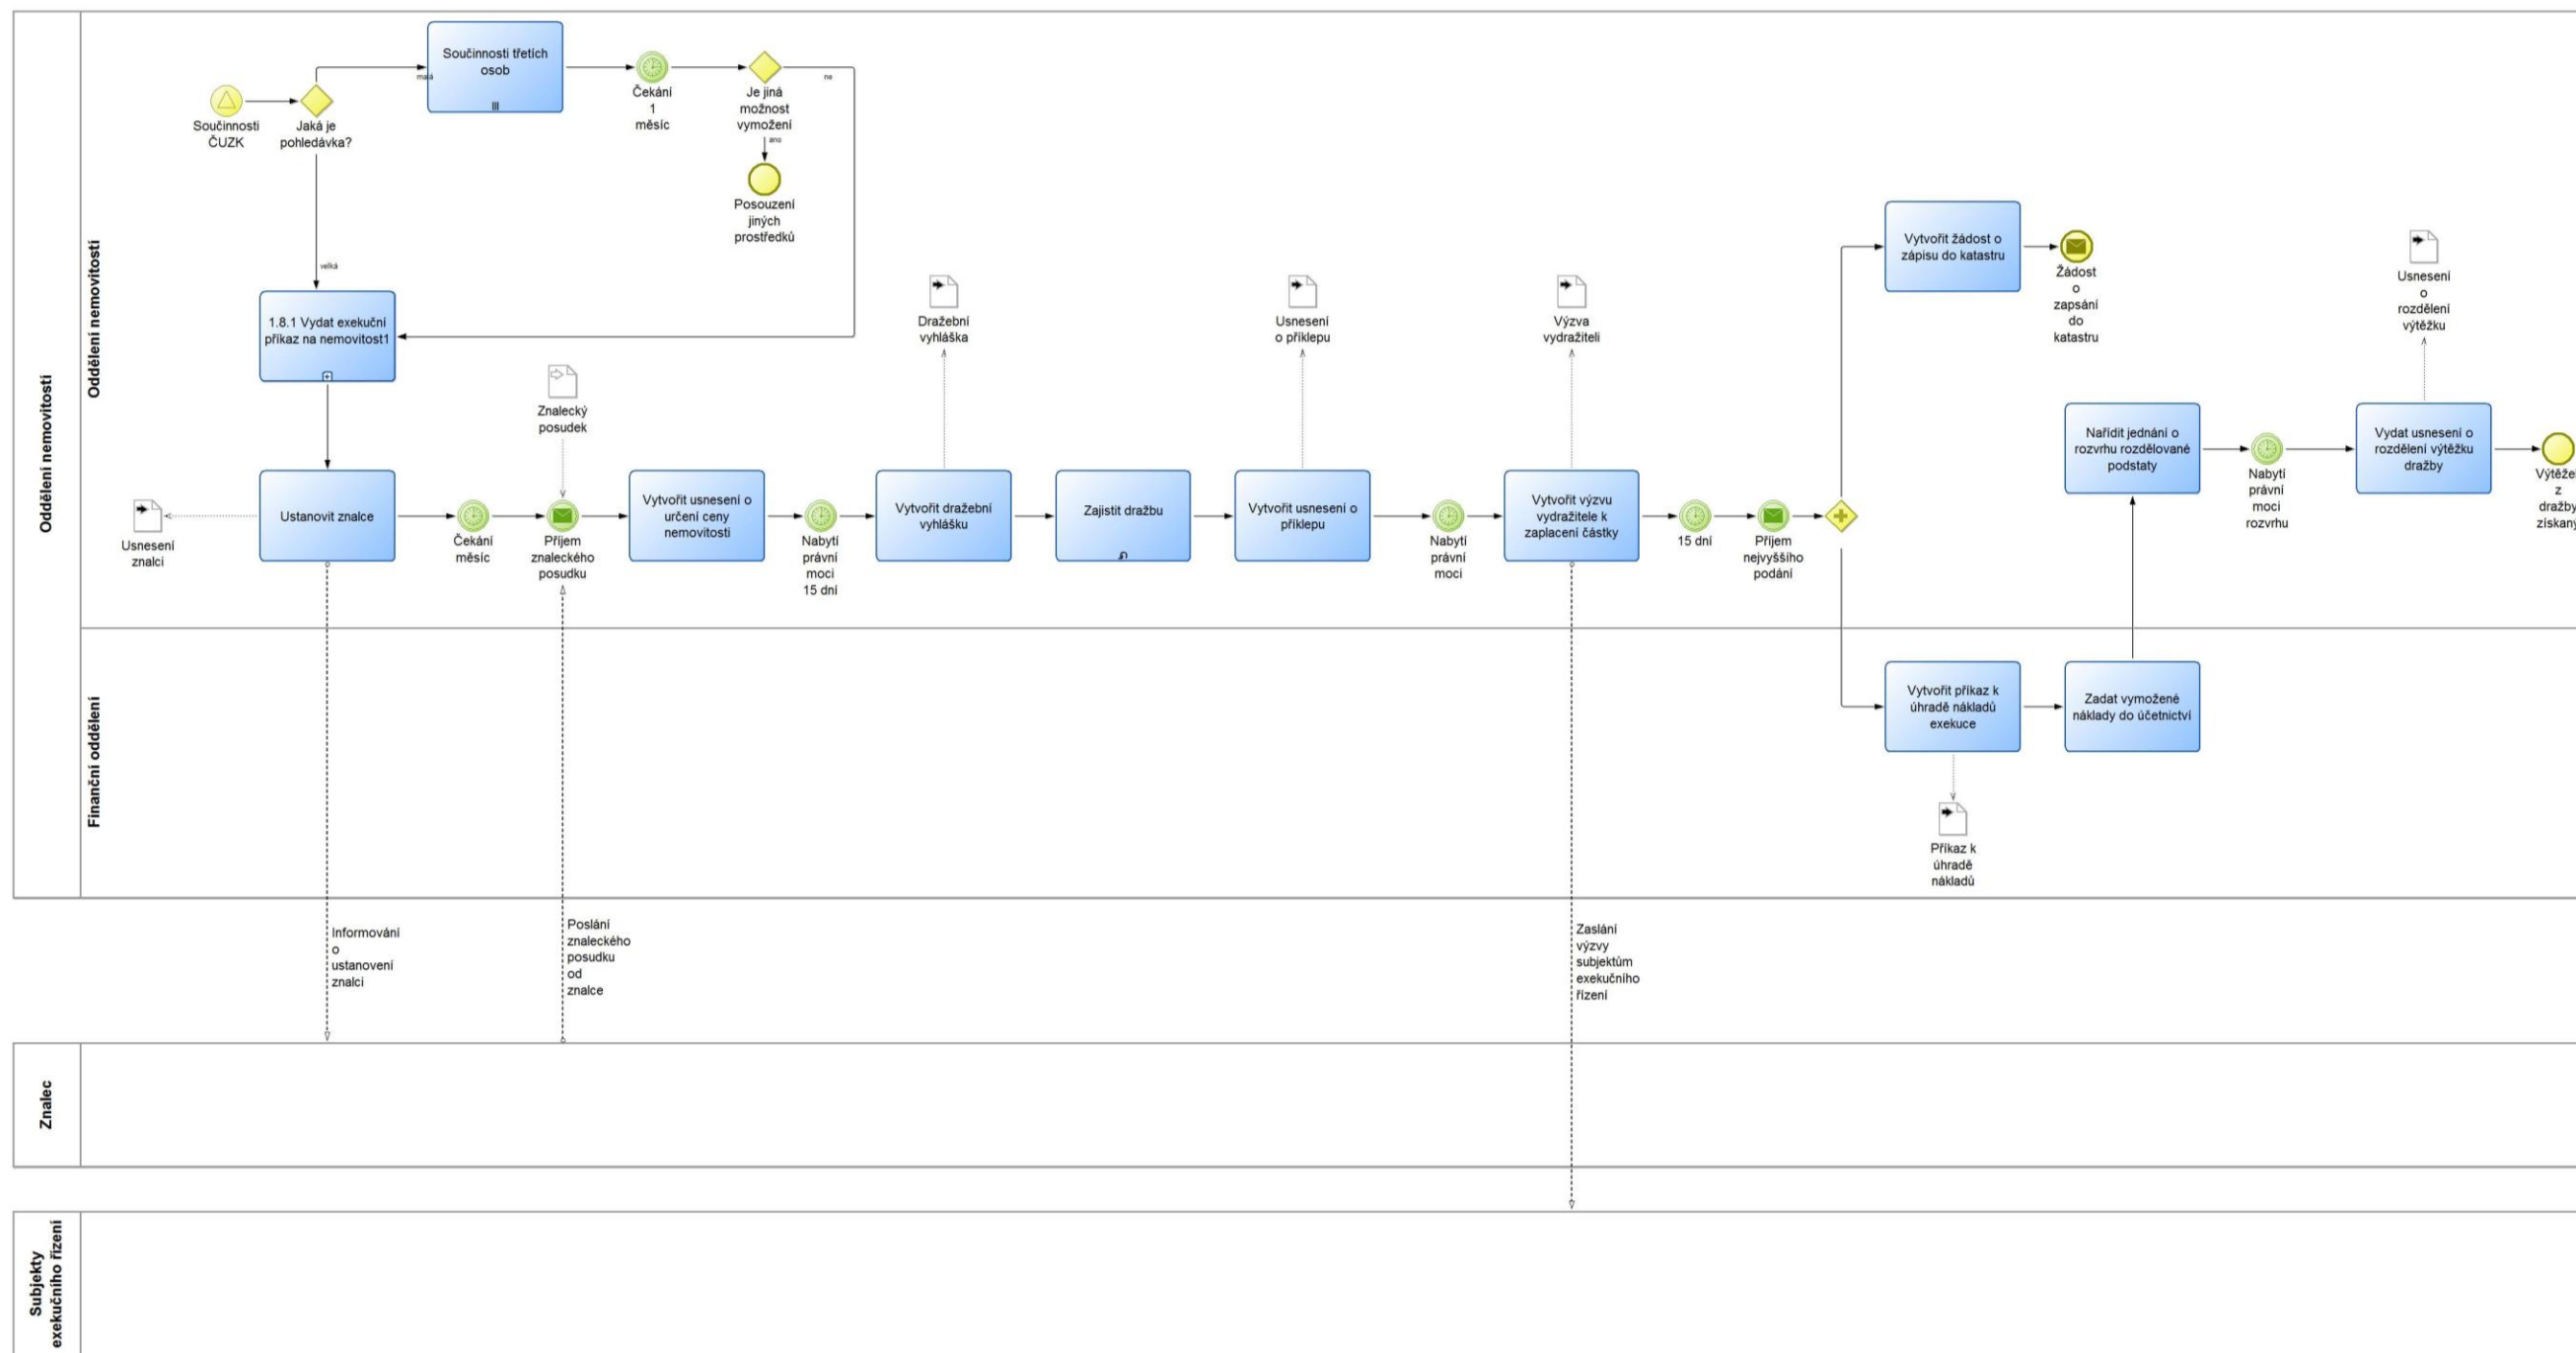 Oddělení nemovitostí
Oddělení nemovitostí
Součinnosti
ČUZK
Jaká je
pohledávka?
malá
velká
Součinnosti třetích
osob
Čekání
1
měsíc
Je jiná
možnost
vymožení
ne
ano
Posouzení
jiných
prostředků
1.8.1 Vydat exekuční
příkaz na nemovitost1
Usnesení
znalci
Ustanovit znalce
Čekání
měsíc
Znalecký
posudek
Příjem
znaleckého
posudku
Vytvořit usnesení o
určení ceny
nemovitosti
Nabytí
právní
moci
15 dní
Dražební
vyhláška
Vytvořit dražební
vyhlášku
Zajistit dražbu
Usnesení
o příklepu
Vytvořit usnesení o
příklepu
Nabytí
právní
moci
Výzva
vydražiteli
Vytvořit výzvu
vydražitele k
zaplacení částky
15 dní
Příjem
nejvyššího
podání
Vytvořit žádost o
zápisu do katastru
Žádost
o
zapsání
do
katastru
Nařídit jednání o
rozvrhu rozdělované
podstaty
Nabytí
právní
moci
rozvrhu
Usnesení
o
rozdělení
výtěžku
Vydat usnesení o
rozdělení výtěžku
dražby
Výtěže
z
dražby
získan
Finanční oddělení
Vytvořit příkaz k
úhradě nákladů
exekuce
Zadat vymožené
náklady do účetnictví
Příkaz k
úhradě
nákladů
Informování
o
ustanovení
znalci
Poslání
znaleckého
posudku
od
znalce
Zaslání
výzvy
subjektům
exekučního
řízení
Znalec
Subjekty
exekučního řízení